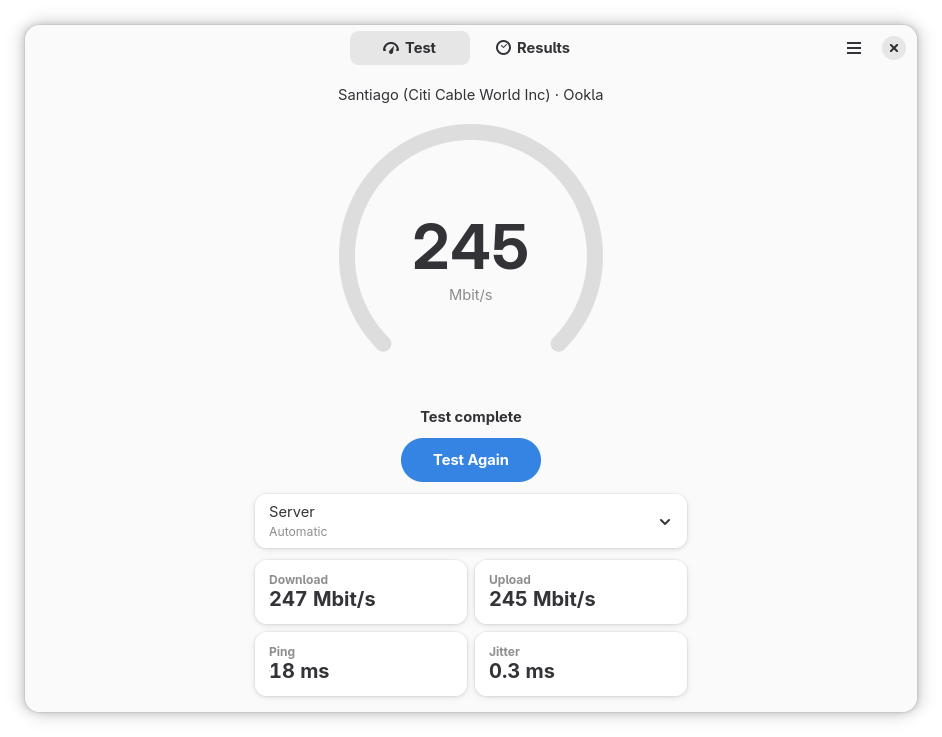 Test
Results
Santiago (Citi Cable World Inc) · Ookla
245
Mbit/s
Test complete
Test Again
Server
Automatic
Download
247 Mbit/s
Upload
245 Mbit/s
Ping
18 ms
Jitter
0.3 ms